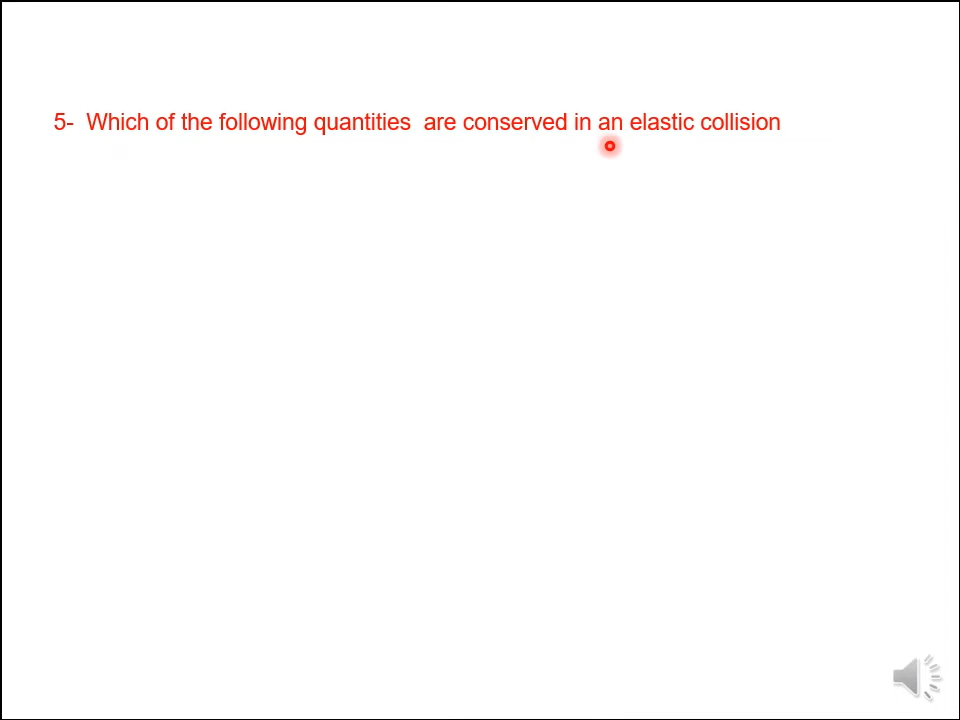 5-  Which of the following quantities  are conserved in an elastic collision